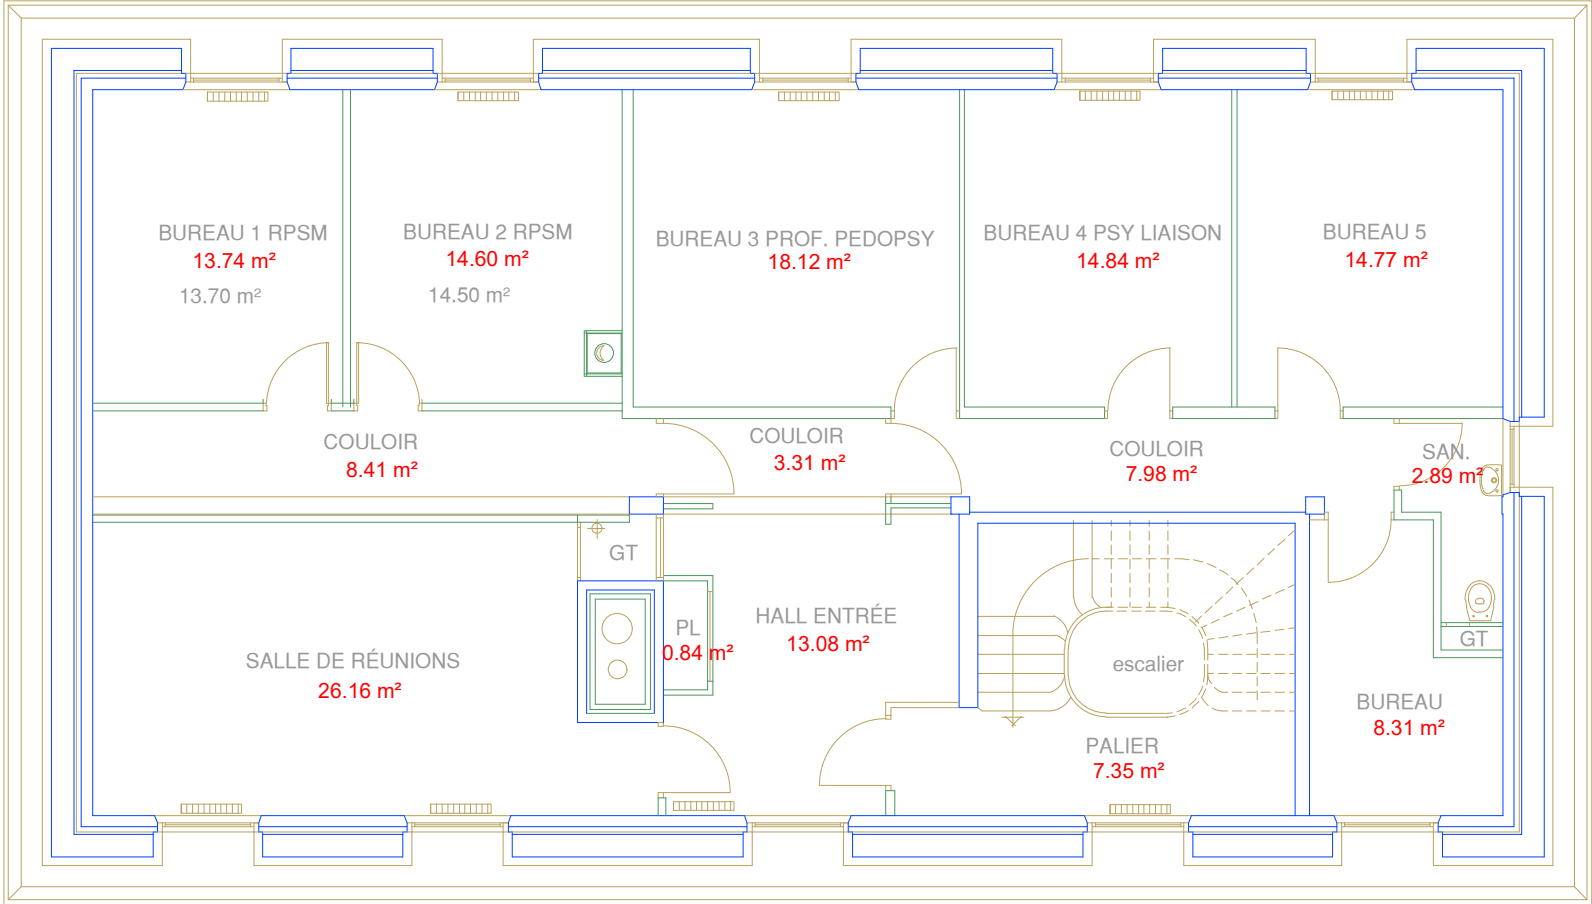 BUREAU 1 RPSM
13.74 m²
13.70 m²
BUREAU 2 RPSM
14.60 m²
14.50 m²
BUREAU 3 PROF. PEDOPSY
18.12 m²
BUREAU 4 PSY LIAISON
14.84 m²
BUREAU 5
14.77 m²
COULOIR
8.41 m²
COULOIR
3.31 m²
COULOIR
7.98 m²
SAN.
2.89 m²
GT
PL
0.84 m²
HALL ENTRÉE
13.08 m²
SALLE DE RÉUNIONS
26.16 m²
escalier
GT
PALIER
7.35 m²
BUREAU
8.31 m²